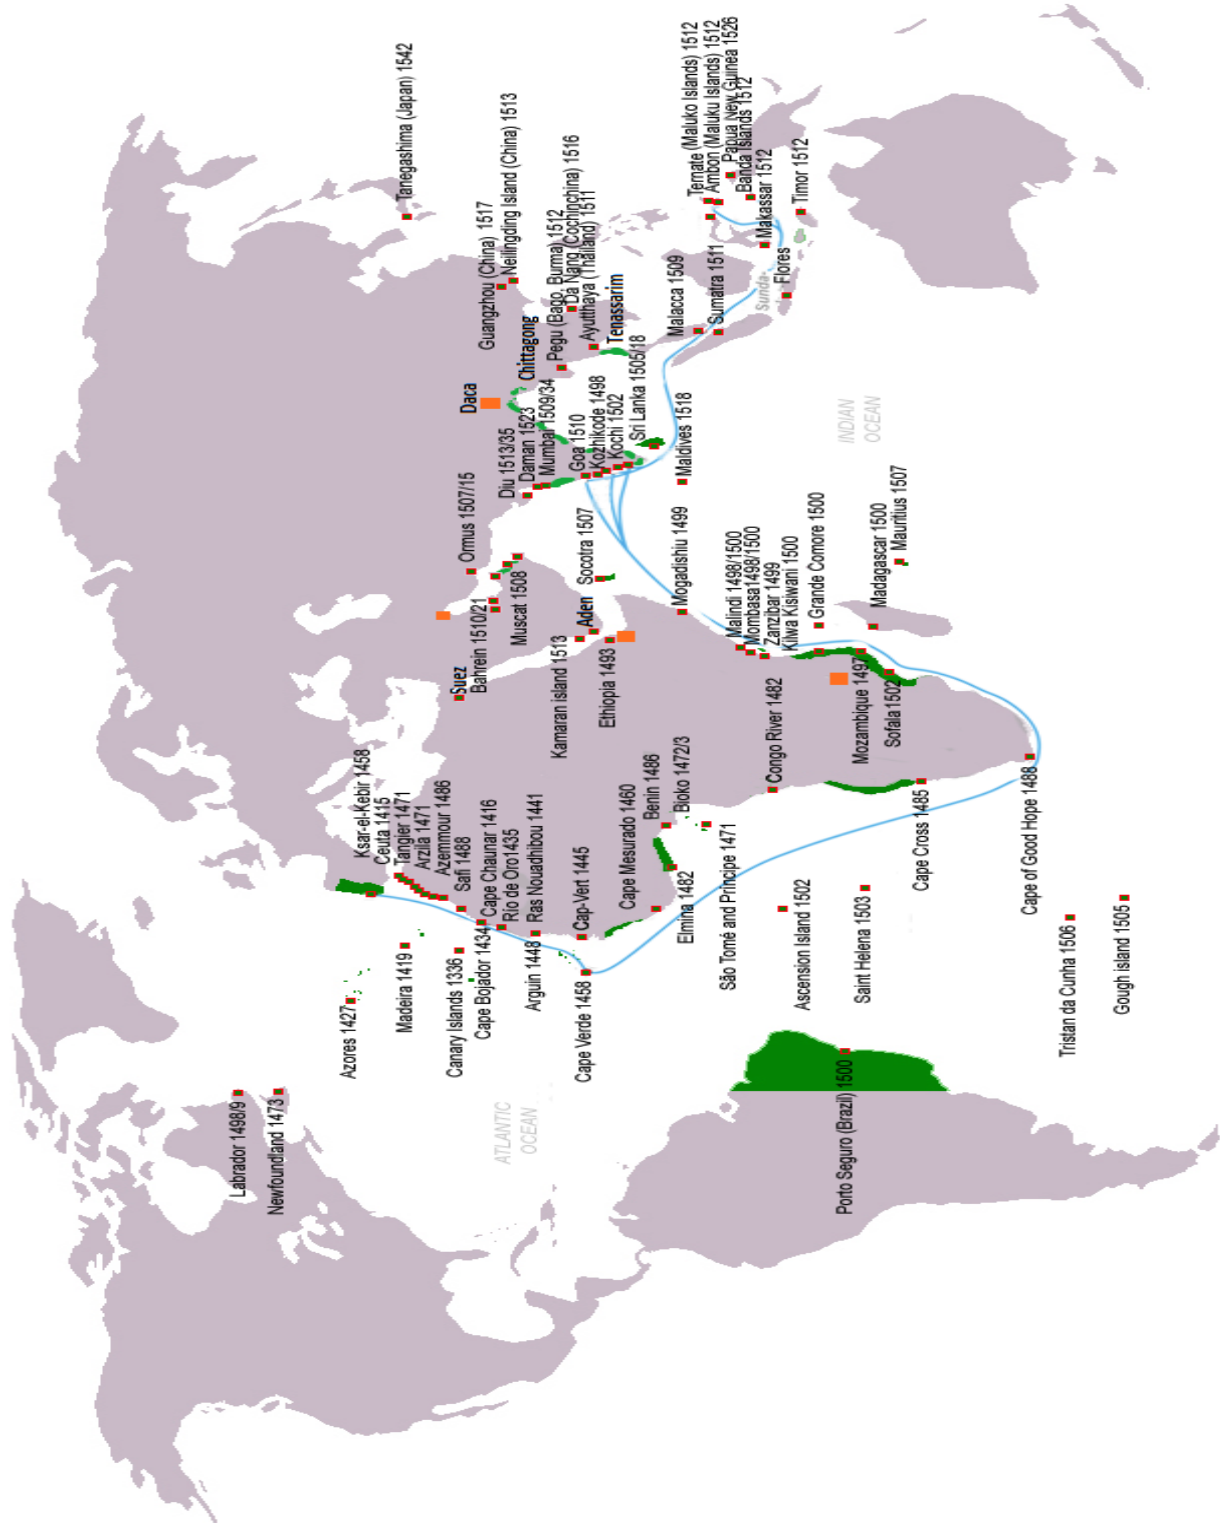 Labrador 1498/9
Newfoundland 1473
Azores 1427
Madeira 1419
Canary Islands 1336
Cape Bojador 1434
Arguin 1448
Cape Verde 1458
ATLANTIC
OCEAN
Porto Seguro (Brazil) 1500
Ksar-el-Kebir 1458
Ceuta 1415
Tangier 1471
Arzila 1471
Azemmour 1486
Safi 1488
Cape Chaunar 1416
Rio de Oro1435
Ras Nouadhibou 1441
Cap-Vert 1445
Cape Mesurado 1460
Elmina 1482
Benin 1486
Bioko 1472/3
São Tomé and Príncipe 1471
Ascension Island 1502
Saint Helena 1503
Tristan da Cunha 1506
Gough island 1505
Congo River 1482
Cape Cross 1485
Cape of Good Hope 1488
Suez
Bahrein 1510/21
Ormus 1507/15
Muscat 1508
Kamaran island 1513
Aden
Ethiopia 1493
Socotra 1507
Mogadishiu 1499
Malindi 1498/1500
Mombasa1498/1500
Zanzibar 1499
Kilwa Kisiwani 1500
Grande Comore 1500
Mozambique 1497
Sofala 1502
Madagascar 1500
Mauritius 1507
Diu 1513/35
Daman 1523
Mumbai 1509/34
Goa 1510
Kozhikode 1498
Kochi 1502
Sri Lanka 1505/18
Maldives 1518
INDIAN
OCEAN
Daca
Chittagong
Pegu (Bago, Burma) 1512
Da Nang (Cochinchina) 1516
Ayutthaya (Thailand) 1511
Tenassarim
Guangzhou (China) 1517
Neilingding Island (China) 1513
Tanegashima (Japan) 1542
Malacca 1509
Sumatra 1511
Sunda-
Flores
Ternate (Maluko Islands) 1512
Ambon (Maluku Islands) 1512
Papua New Guinea 1526
Banda Islands 1512
Makassar 1512
Timor 1512